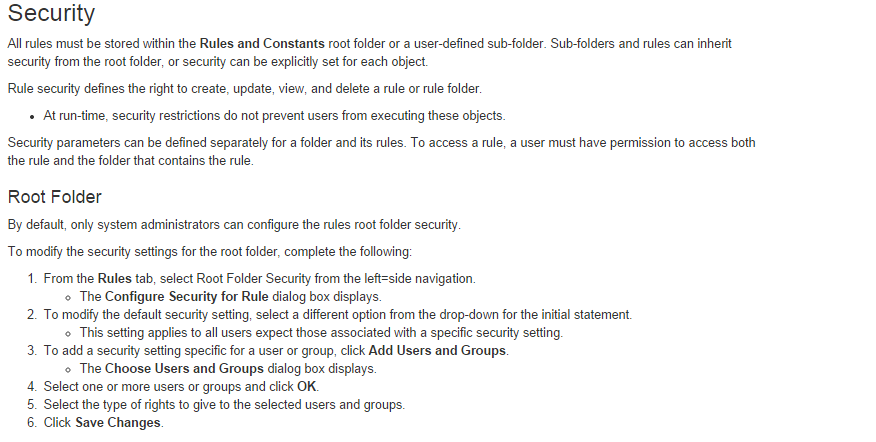 Security
All rules must be stored within the Rules and Constants root folder or a user-defined sub-folder. Sub-folders and rules can inherit
security from the root folder, or security can be explicitly set for each object.
Rule security defines the right to create, update, view, and delete a rule or rule folder.
• At run-time, security restrictions do not prevent users from executing these objects.
Security parameters can be defined separately for a folder and its rules. To access a rule, a user must have permission to access both
the rule and the folder that contains the rule.
Root Folder
By default, only system administrators can configure the rules root folder security.
To modify the security settings for the root folder, complete the following:
1. From the Rules tab, select Root Folder Security from the left=side navigation.
◦ The Configure Security for Rule dialog box displays.
2. To modify the default security setting, select a different option from the drop-down for the initial statement.
◦ This setting applies to all users expect those associated with a specific security setting.
3. To add a security setting specific for a user or group, click Add Users and Groups.
◦ The Choose Users and Groups dialog box displays.
4. Select one or more users or groups and click OK.
5. Select the type of rights to give to the selected users and groups.
6. Click Save Changes.